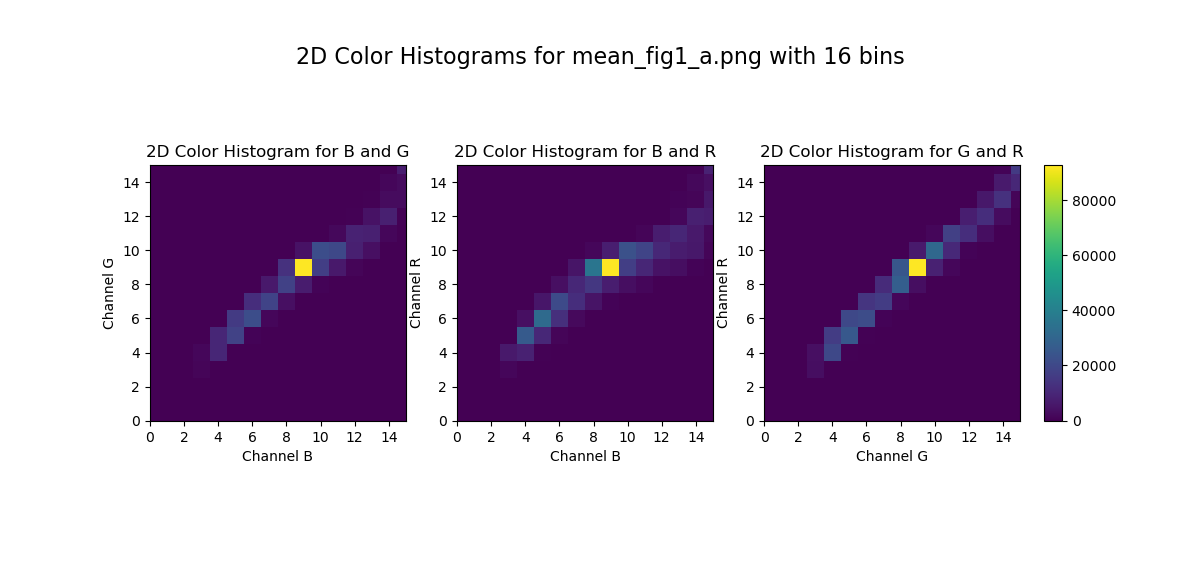 2D Color Histograms for mean_fig1_a.png with 16 bins
2D Color Histogram for B and G
14
12
10
8
6
4
2
0
0 2 4 6 8 10 12 14
Channel G
Channel B
2D Color Histogram for B and R
14
12
10
8
6
4
2
0
0 2 4 6 8 10 12 14
Channel R
Channel B
2D Color Histogram for G and R
14
12
10
8
6
4
2
0
0 2 4 6 8 10 12 14
Channel R
Channel G
80000
60000
40000
20000
0